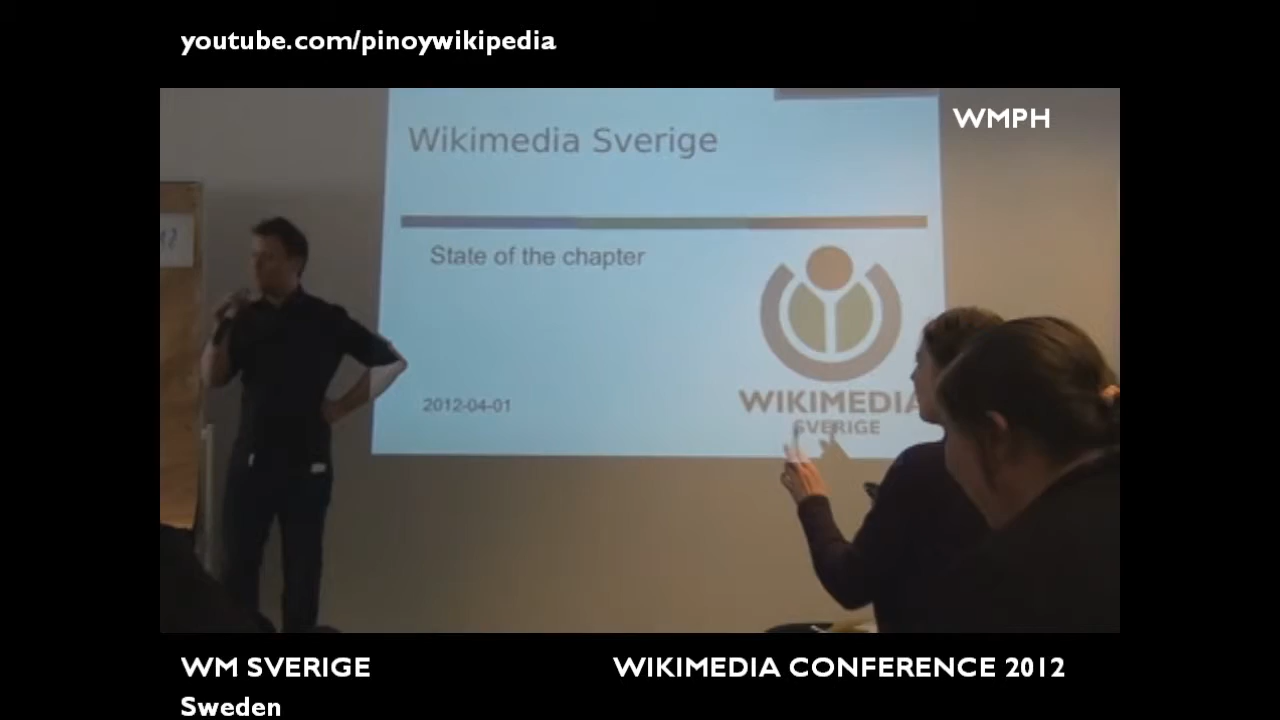 youtube.com/pinoywikipedia
WMPH
Wikimedia Sverige
State of the chapter
2012-04-01
WIKIMEDIA
SVERIGE
WM SVERIGE
WIKIMEDIA CONFERENCE 2012
Sweden